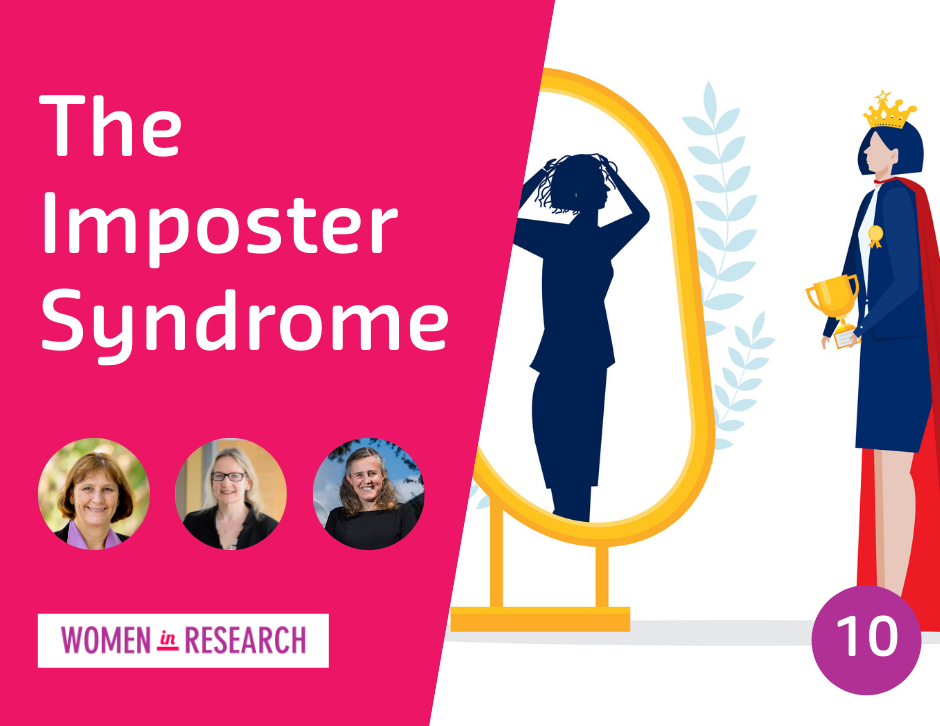 The
Imposter
Syndrome
WOMEN in RESEARCH
10